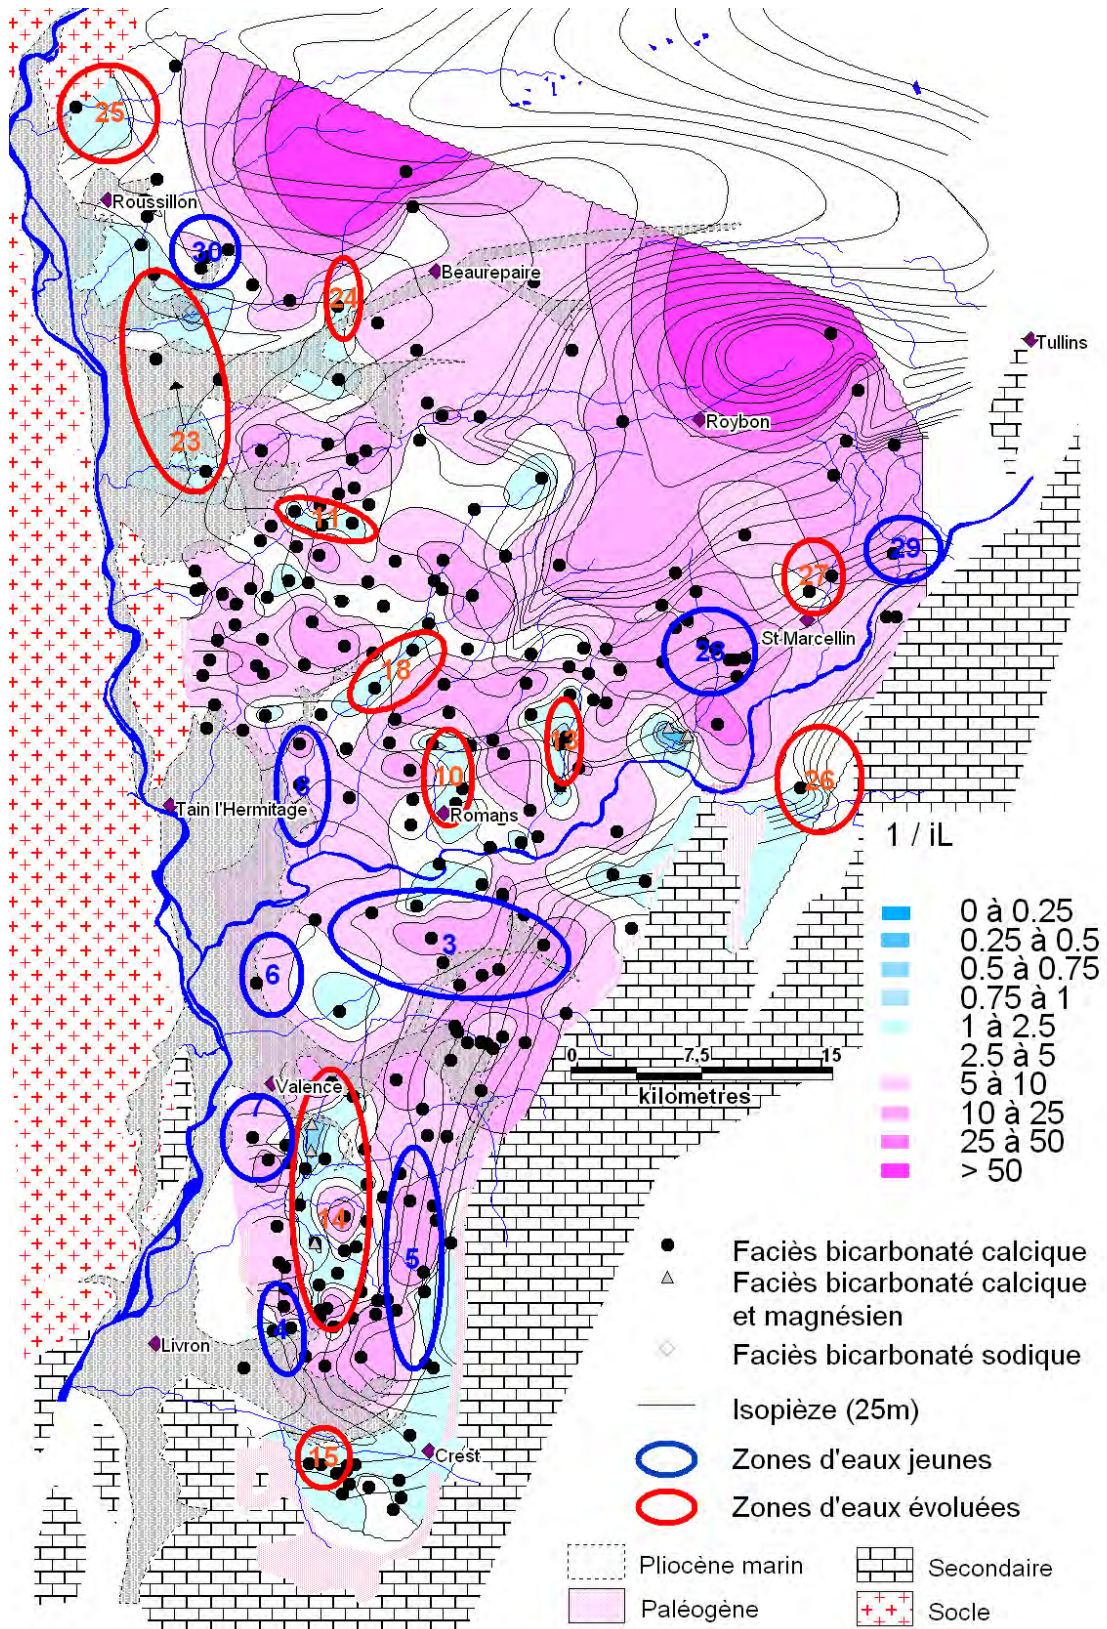 25
Roussillon
30
Beaurepaire
24
Tullins
Roybon
23
11
29
27
St Marcellin
28
18
13
10
8
26
Tain l'Hermitage
Romans
1 / iL
0 à 0.25
0.25 à 0.5
0.5 à 0.75
0.75 à 1
1 à 2.5
2.5 à 5
5 à 10
10 à 25
25 à 50
> 50
3
6
0 7.5 15
kilometres
Valence
7
14
5
4
Livron
15
Crest
Faciès bicarbonaté calcique
Faciès bicarbonaté calcique
et magnésien
Faciès bicarbonaté sodique
Isopièze (25m)
Zones d'eaux jeunes
Zones d'eaux évoluées
Pliocène marin
Secondaire
Paléogène
Socle